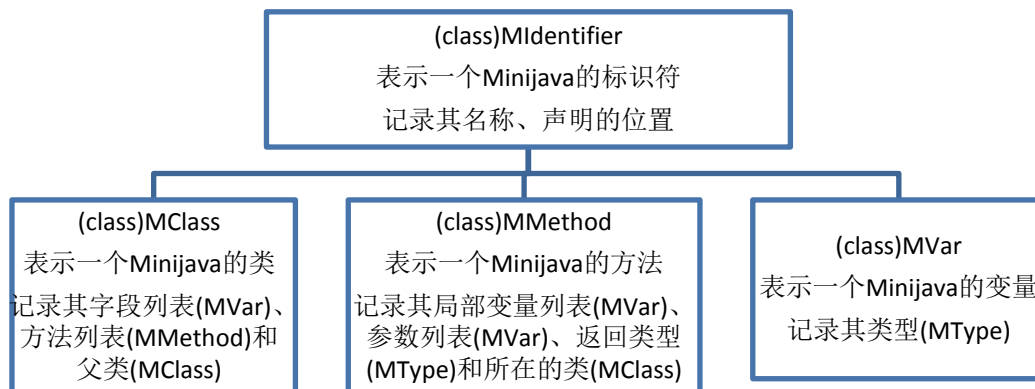 (class)MIdentifier
表示一个Minijava的标识符
记录其名称、声明的位置
(class)MClass
表示一个Minijava的类
记录其字段列表(MVar)、
方法列表(MMethod)和
父类(MClass)
(class)MMethod
表示一个Minijava的方法
记录其局部变量列表(MVar)、
参数列表(MVar)、返回类型
(MType)和所在的类(MClass)
(class)MVar
表示一个Minijava的变量
记录其类型(MType)